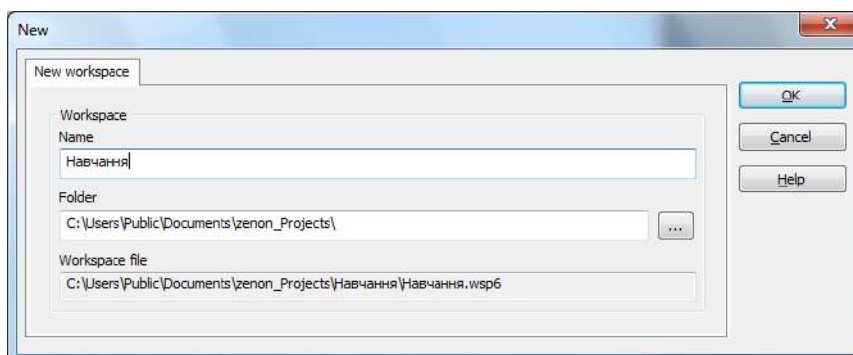 New
New workspace
OK
Workspace
Name
Cancel
Навчання
Help
Folder
C:\Users\Public\Documents\zenon_Projects\
...
Workspace file
C:\Users\Public\Documents\zenon_Projects\Навчання\Навчання.wsp6